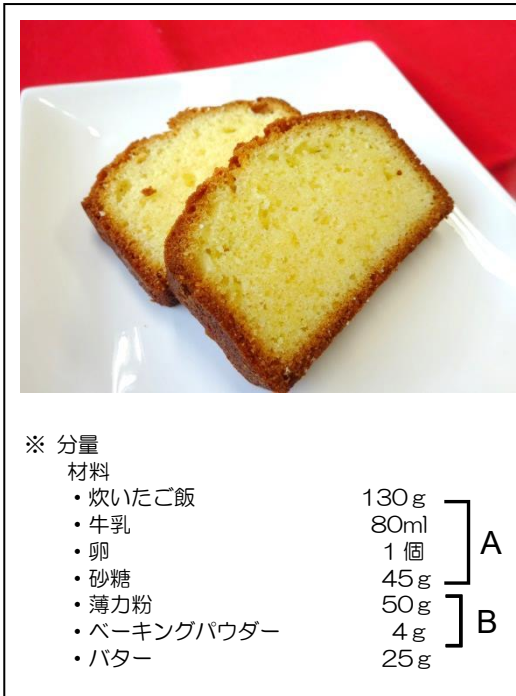 ※ 分量
材料
・炊いたご飯 130g
・牛乳 80ml
・卵 1個
・砂糖 45g
A
・薄力粉 50g
・ベーキングパウダー 4g
B
・バター 25g